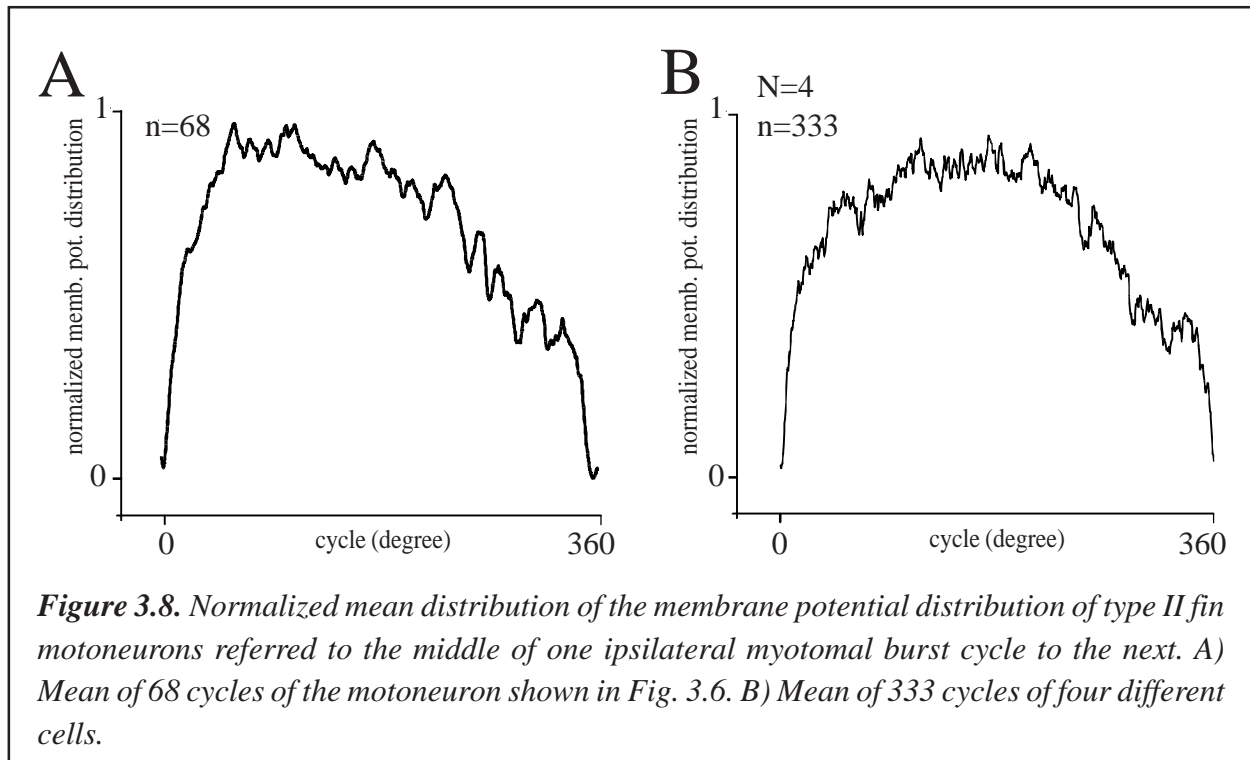 A
1
n=68
normalized memb. pot. distribution
0
0
cycle (degree)
360
B
N=4
1
n=333
normalized memb. pot. distribution
0
0
cycle (degree)
360
Figure 3.8. Normalized mean distribution of the membrane potential distribution of type II fin
motoneurons referred to the middle of one ipsilateral myotomal burst cycle to the next. A)
Mean of 68 cycles of the motoneuron shown in Fig. 3.6. B) Mean of 333 cycles of four different
cells.